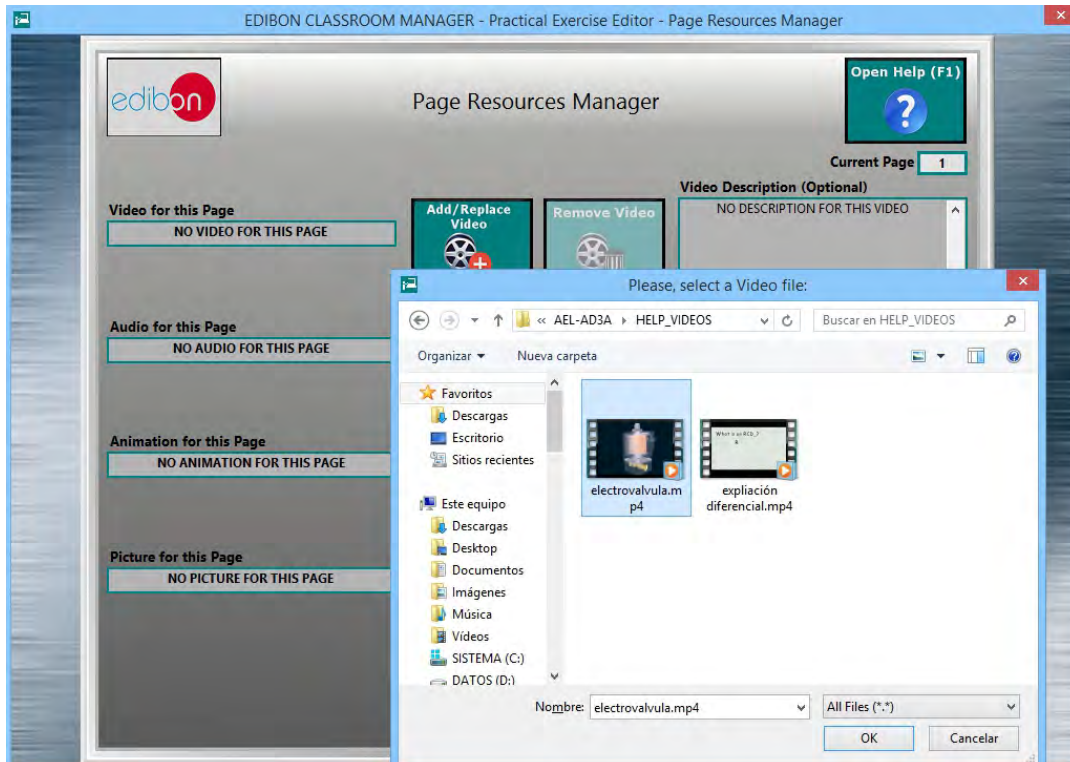 EDIBON CLASSROOM MANAGER - Practical Exercise Editor - Page Resources Manager
edibon
Page Resources Manager
Open Help (F1)
?
Current Page 1
Video for this Page
NO VIDEO FOR THIS PAGE
Add/Replace
Video
Remove Video
Video Description (Optional)
NO DESCRIPTION FOR THIS VIDEO
Audio for this Page
NO AUDIO FOR THIS PAGE
Animation for this Page
NO ANIMATION FOR THIS PAGE
Picture for this Page
NO PICTURE FOR THIS PAGE
Please, select a Video file:
« AEL-AD3A HELP_VIDEOS
Buscar en HELP_VIDEOS
Organizar
Nueva carpeta
Favoritos
Descargas
Escritorio
Sitios recientes
Este equipo
Descargas
Desktop
Documentos
Imágenes
Música
Vídeos
SISTEMA (C:)
DATOS (D:)
electrovalvula.m
p4
expliación
diferencial.mp4
Nombre: electrovalvula.mp4
All Files (*.*)
OK
Cancelar